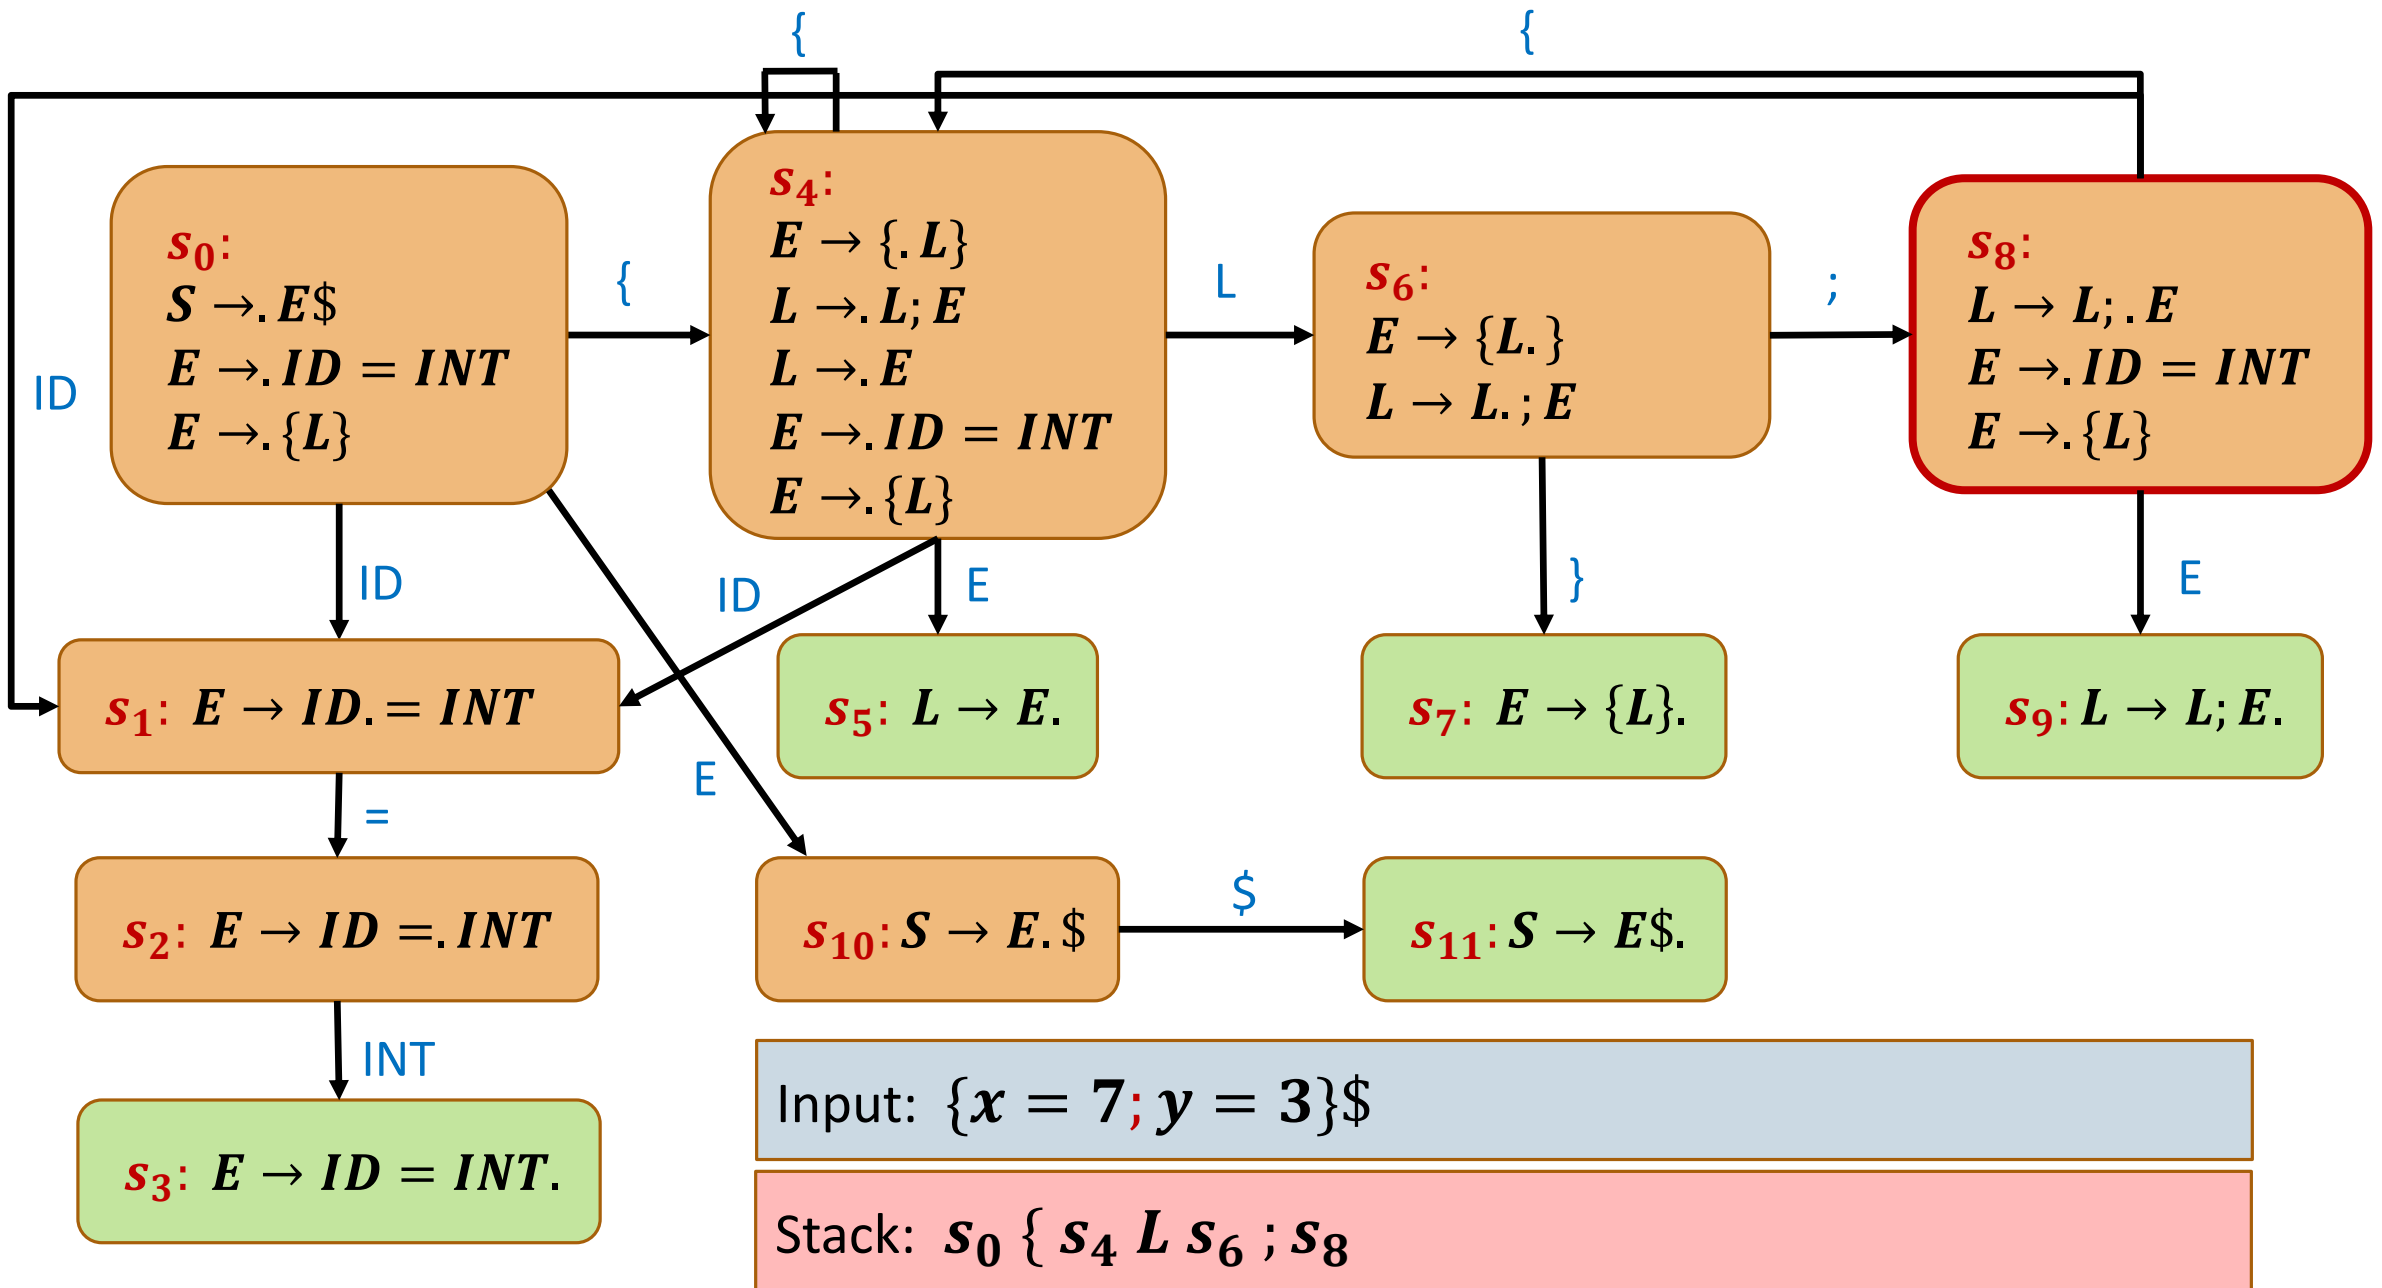 {
{
s₀:
S →. E$
E →. ID = INT
E →. {L}
{
s₄:
E → {. L}
L →. L; E
L →. E
E →. ID = INT
E →. {L}
L
s₆:
E → {L. }
L → L. ; E
;
s₈:
L → L; . E
E →. ID = INT
E →. {L}
ID
ID
ID
E
}
E
s₁: E → ID. = INT
s₅: L → E.
s₇: E → {L}.
s₉: L → L; E.
E
=
s₂: E → ID =. INT
s₁₀: S → E. $
$
s₁₁: S → E$.
INT
s₃: E → ID = INT.
Input: {x = 7; y = 3}$
Stack: s₀ { s₄ L s₆ ; s₈